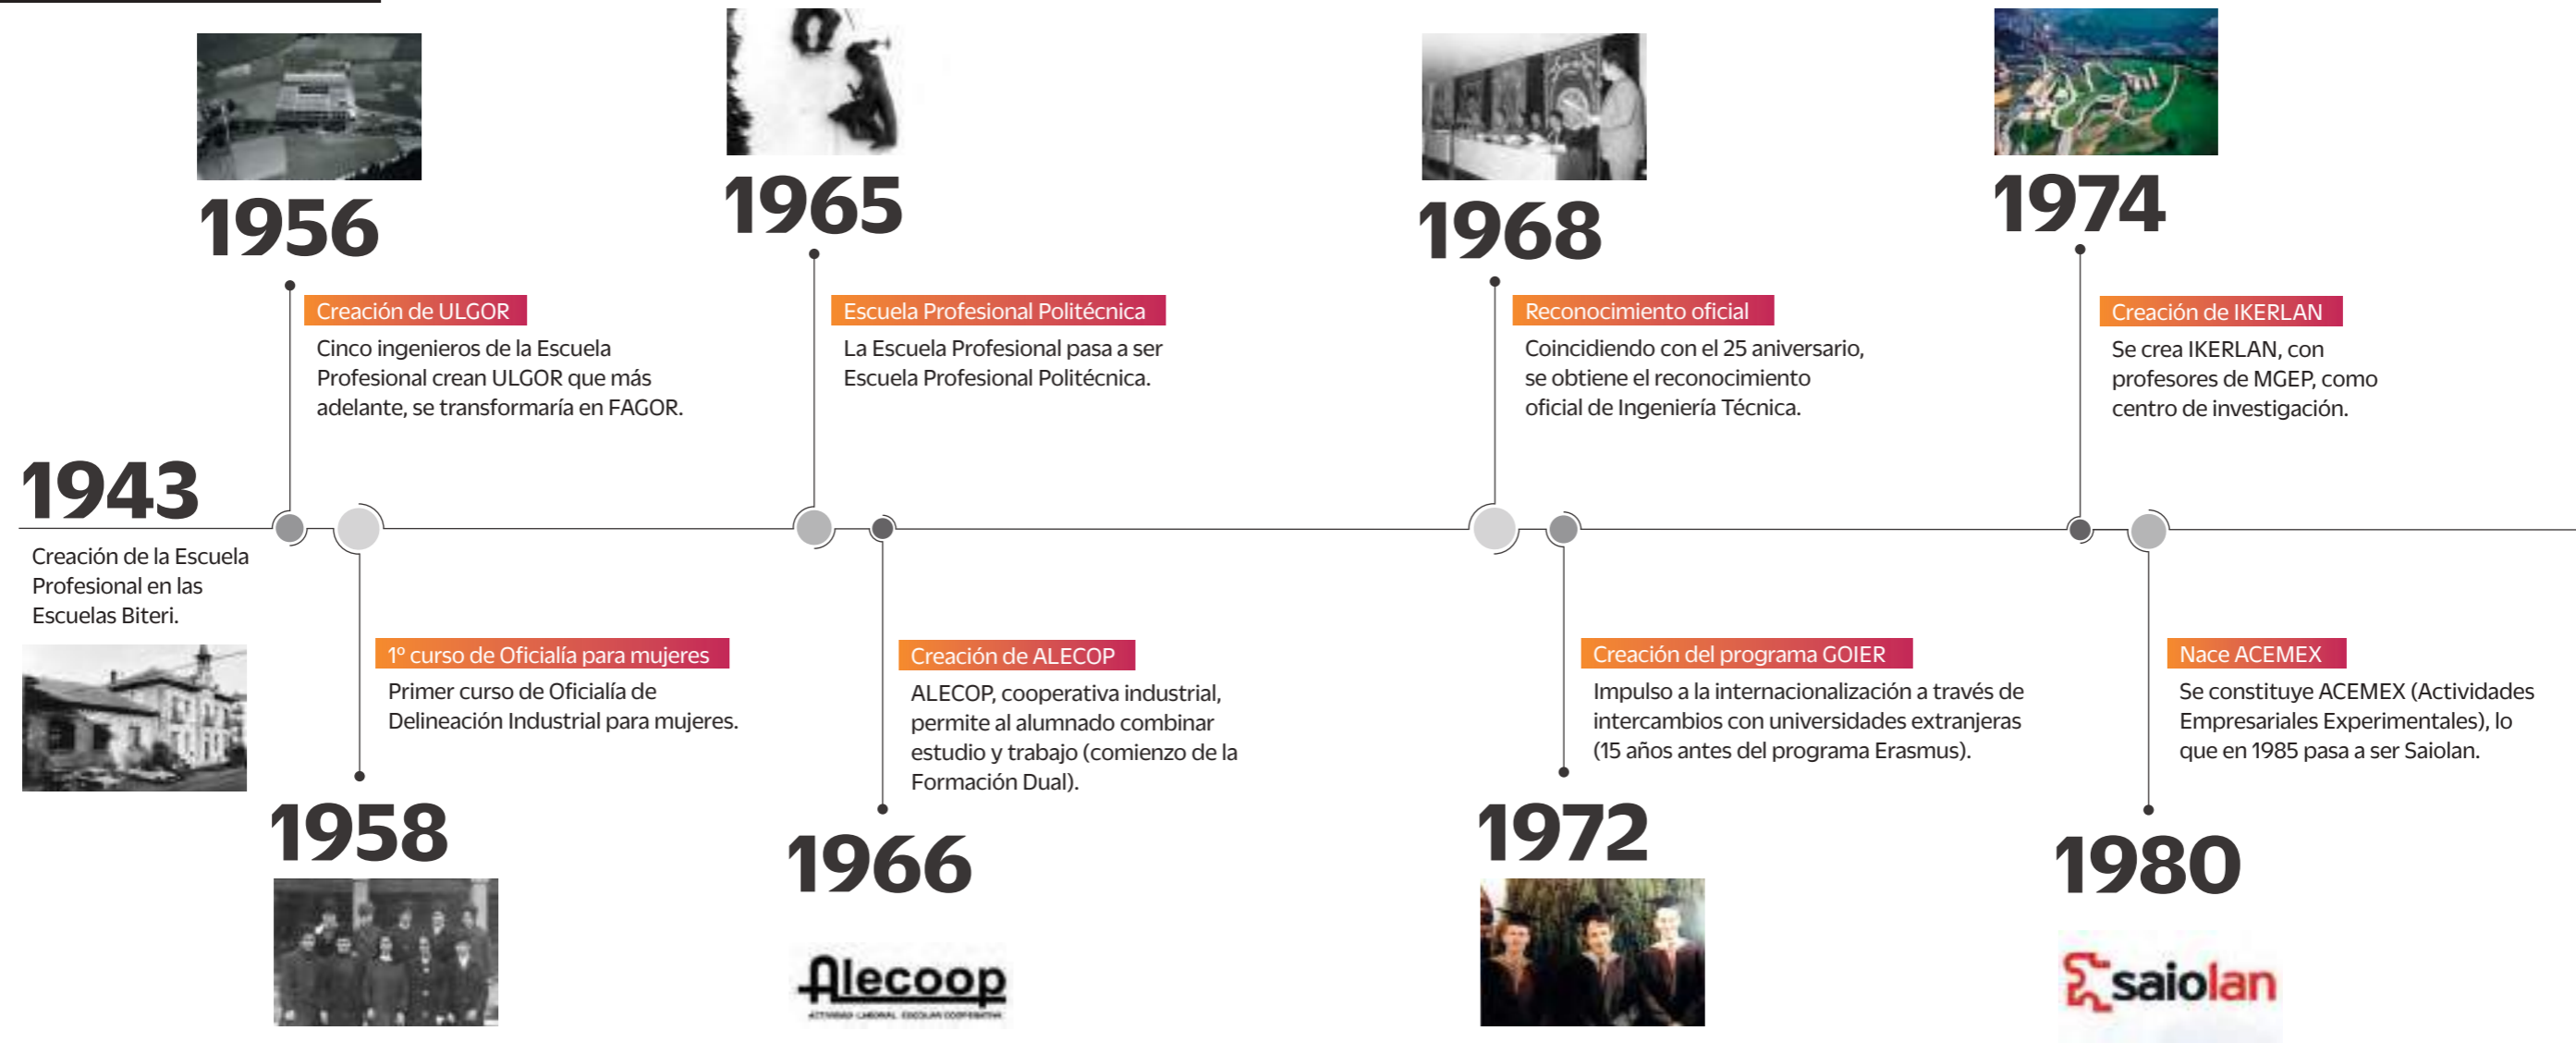 1943
Creación de la Escuela
Profesional en las
Escuelas Biteri.
1956
Creación de ULGOR
Cinco ingenieros de la Escuela
Profesional crean ULGOR que más
adelante, se transformaría en FAGOR.
1º curso de Oficialía para mujeres
Primer curso de Oficialía de
Delineación Industrial para mujeres.
1958
1965
Escuela Profesional Politécnica
La Escuela Profesional pasa a ser
Escuela Profesional Politécnica.
Creación de ALECOP
ALECOP, cooperativa industrial,
permite al alumnado combinar
estudio y trabajo (comienzo de la
Formación Dual).
1966
Alecoop
ACTIVIDAD LABORAL ESCOLAR COOPERATIVA
1968
Reconocimiento oficial
Coincidiendo con el 25 aniversario,
se obtiene el reconocimiento
oficial de Ingeniería Técnica.
Creación del programa GOIER
Impulso a la internacionalización a través de
intercambios con universidades extranjeras
(15 años antes del programa Erasmus).
1972
1974
Creación de IKERLAN
Se crea IKERLAN, con
profesores de MGEP, como
centro de investigación.
Nace ACEMEX
Se constituye ACEMEX (Actividades
Empresariales Experimentales), lo
que en 1985 pasa a ser Saiolan.
1980
saiolan